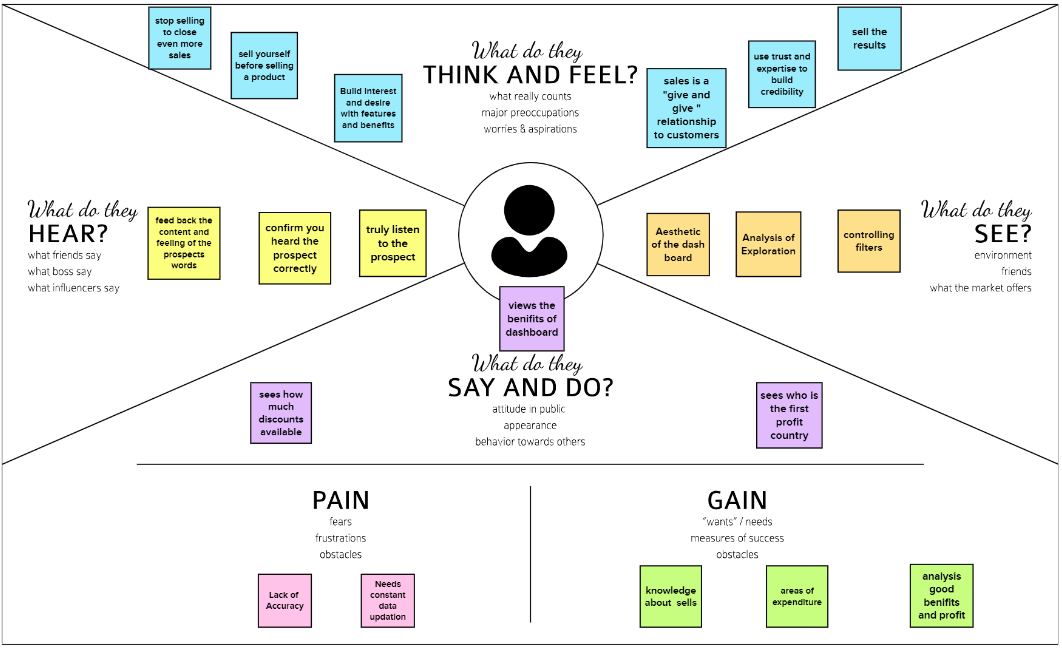 stop selling
to close
even more
sales
sell yourself
before selling
a product
Build interest
and desire
with features
and benefits
What do they
THINK AND FEEL?
what really counts
major preoccupations
worries & aspirations
sales is a
"give and
give "
relationship
to customers
use trust and
expertise to
build
credibility
sell the
results
What do they
HEAR?
what friends say
what boss say
what influencers say
feed back the
content and
feeling of the
prospects
words
confirm you
heard the
prospect
correctly
truly listen
to the
prospect
Aesthetic
of the dash
board
Analysis of
Exploration
controlling
filters
What do they
SEE?
environment
friends
what the market offers
views the
benifits of
dashboard
What do they
SAY AND DO?
attitude in public
appearance
behavior towards others
sees how
much
discounts
available
sees who is
the first
profit
country
PAIN
fears
frustrations
obstacles
Lack of
Accuracy
Needs
constant
data
updation
GAIN
"wants" / needs
measures of success
obstacles
knowledge
about sells
areas of
expenditure
analysis
good
benifits
and profit